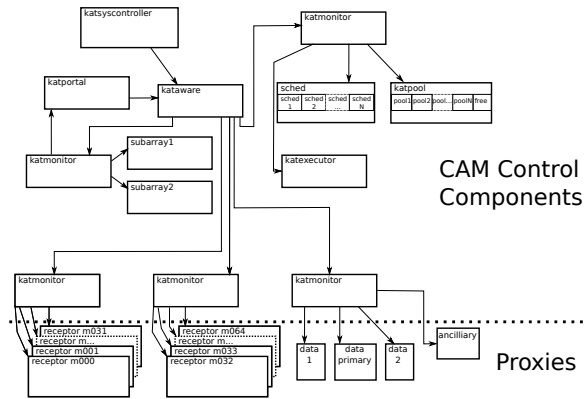 katsyscontroller
katmonitor
katportal
kataware
sched
sched 1
sched 2
sched ...
sched N
katpool
pool1
pool2
pool...
poolN
free
katmonitor
subarray1
subarray2
katexecutor
CAM Control
Components
katmonitor
katmonitor
katmonitor
receptor m031
receptor m...
receptor m001
receptor m000
receptor m064
receptor m...
receptor m033
receptor m032
data
1
data
primary
data
2
ancilliary
Proxies